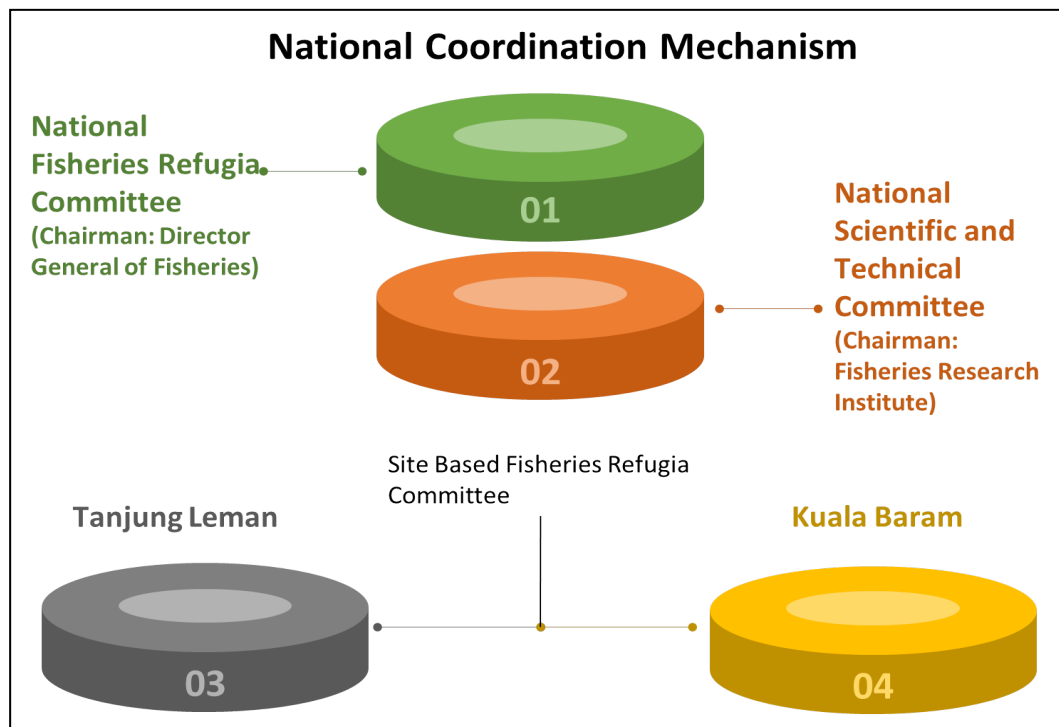 National Coordination Mechanism
National
Fisheries Refugia
Committee
(Chairman: Director
General of Fisheries)
01
National
Scientific and
Technical
Committee
(Chairman:
Fisheries Research
Institute)
02
Site Based Fisheries Refugia
Committee
Tanjung Leman
Kuala Baram
03
04